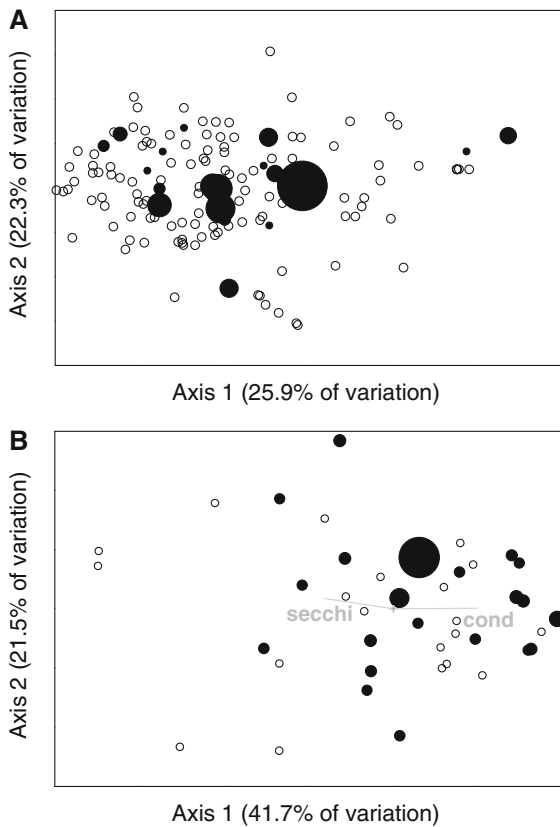 A
Axis 2 (22.3% of variation)
Axis 1 (25.9% of variation)
B
Axis 2 (21.5% of variation)
secchi
cond
Axis 1 (41.7% of variation)